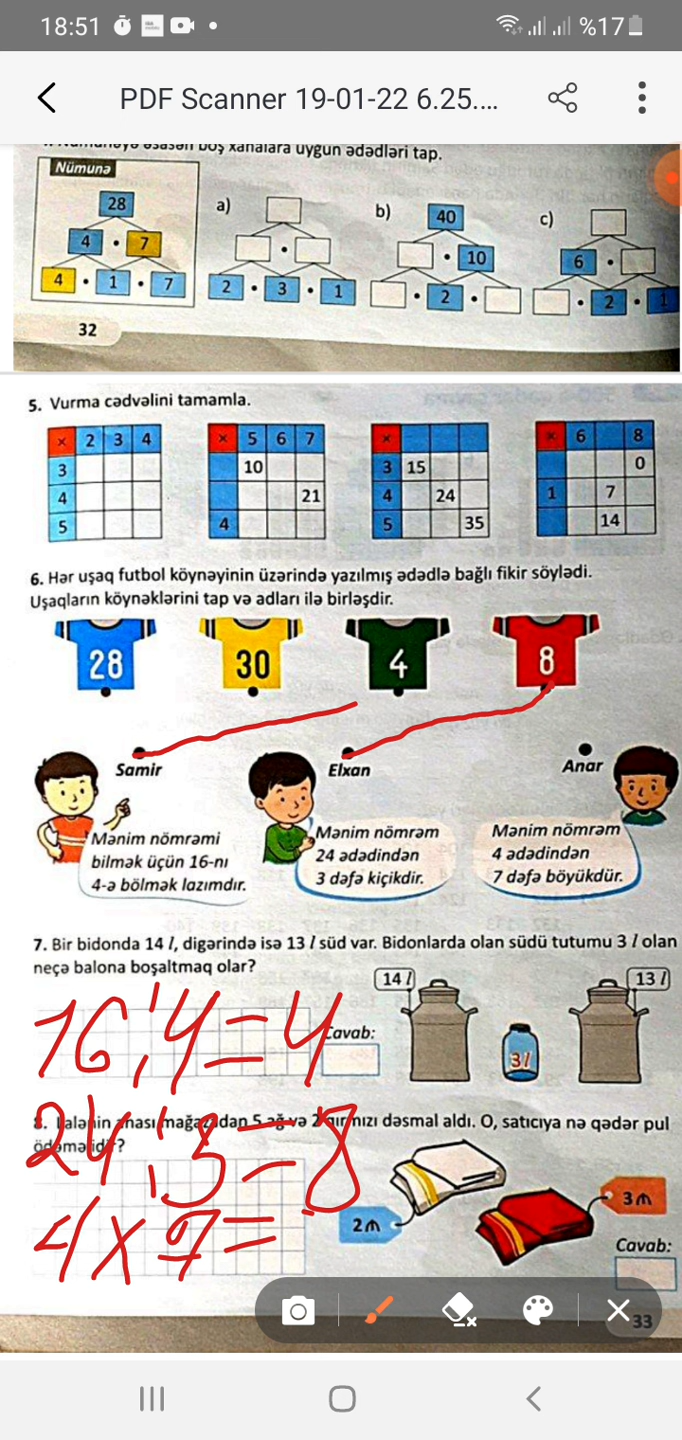 18:51 %17
PDF Scanner 19-01-22 6.25....
əsasən boş xanalara uyğun ədədləri tap.
Nümunə
28
4 · 7
4 · 1 · 7
a)
2 · 3 · 1
b)
40
· 10
· 2 ·
c)
6 ·
· 2 · 1
32
5. Vurma cədvəlini tamamla.
× 2 3 4
3
4
5
× 5 6 7
10
21
4
×
3 15
4 24
5 35
× 6 8
0
1 7
14
6. Hər uşaq futbol köynəyinin üzərində yazılmış ədədlə bağlı fikir söylədi.
Uşaqların köynəklərini tap və adları ilə birləşdir.
28 30 4 8
Samir
Mənim nömrəmi
bilmək üçün 16-nı
4-ə bölmək lazımdır.
Elxan
Mənim nömrəm
24 ədədindən
3 dəfə kiçikdir.
Anar
Mənim nömrəm
4 ədədindən
7 dəfə böyükdür.
7. Bir bidonda 14 l, digərində isə 13 l süd var. Bidonlarda olan südü tutumu 3 l olan
neçə balona boşaltmaq olar?
14 l
13 l
3 l
Cavab:
16:4=4
8. Lalənin anası mağazadan 5 ağ və 2 qırmızı dəsmal aldı. O, satıcıya nə qədər pul
ödəməlidir?
24:3=8
4x7=
2₼
3₼
Cavab:
33